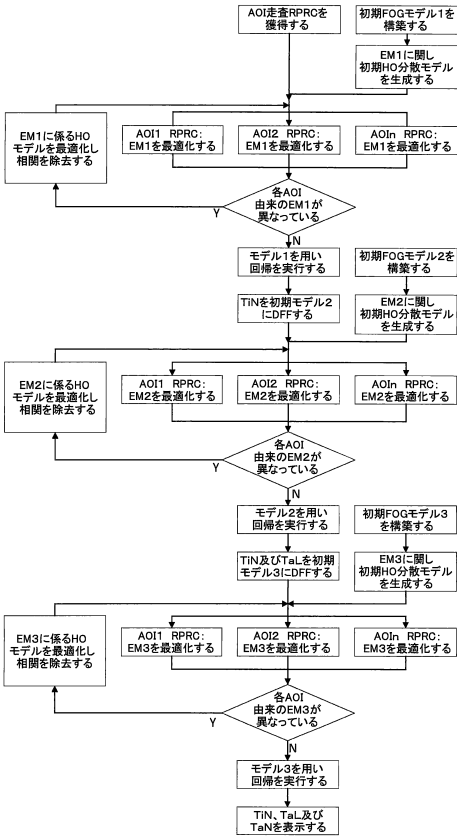 AOI走査RPRCを
獲得する
初期FOGモデル1を
構築する
EM1に関し
初期HO分散モデル
を生成する
EM1に係るHO
モデルを最適化し
相関を除去する
AOI1 RPRC:
EM1を最適化する
AOI2 RPRC:
EM1を最適化する
AOIn RPRC:
EM1を最適化する
各AOI
由来のEM1が
異なっている
Y
N
モデル1を用い
回帰を実行する
初期FOGモデル2を
構築する
TiNを初期モデル2
にDFFする
EM2に関し
初期HO分散モデル
を生成する
EM2に係るHO
モデルを最適化し
相関を除去する
AOI1 RPRC:
EM2を最適化する
AOI2 RPRC:
EM2を最適化する
AOIn RPRC:
EM2を最適化する
各AOI
由来のEM2が
異なっている
Y
N
モデル2を用い
回帰を実行する
初期FOGモデル3
を構築する
TiN及びTaLを初期
モデル3にDFFする
EM3に関し
初期HO分散モデル
を生成する
EM3に係るHO
モデルを最適化し
相関を除去する
AOI1 RPRC:
EM3を最適化する
AOI2 RPRC:
EM3を最適化する
AOIn RPRC:
EM3を最適化する
各AOI
由来のEM3が
異なっている
Y
N
モデル3を用い
回帰を実行する
TiN、TaL及び
TaNを表示する